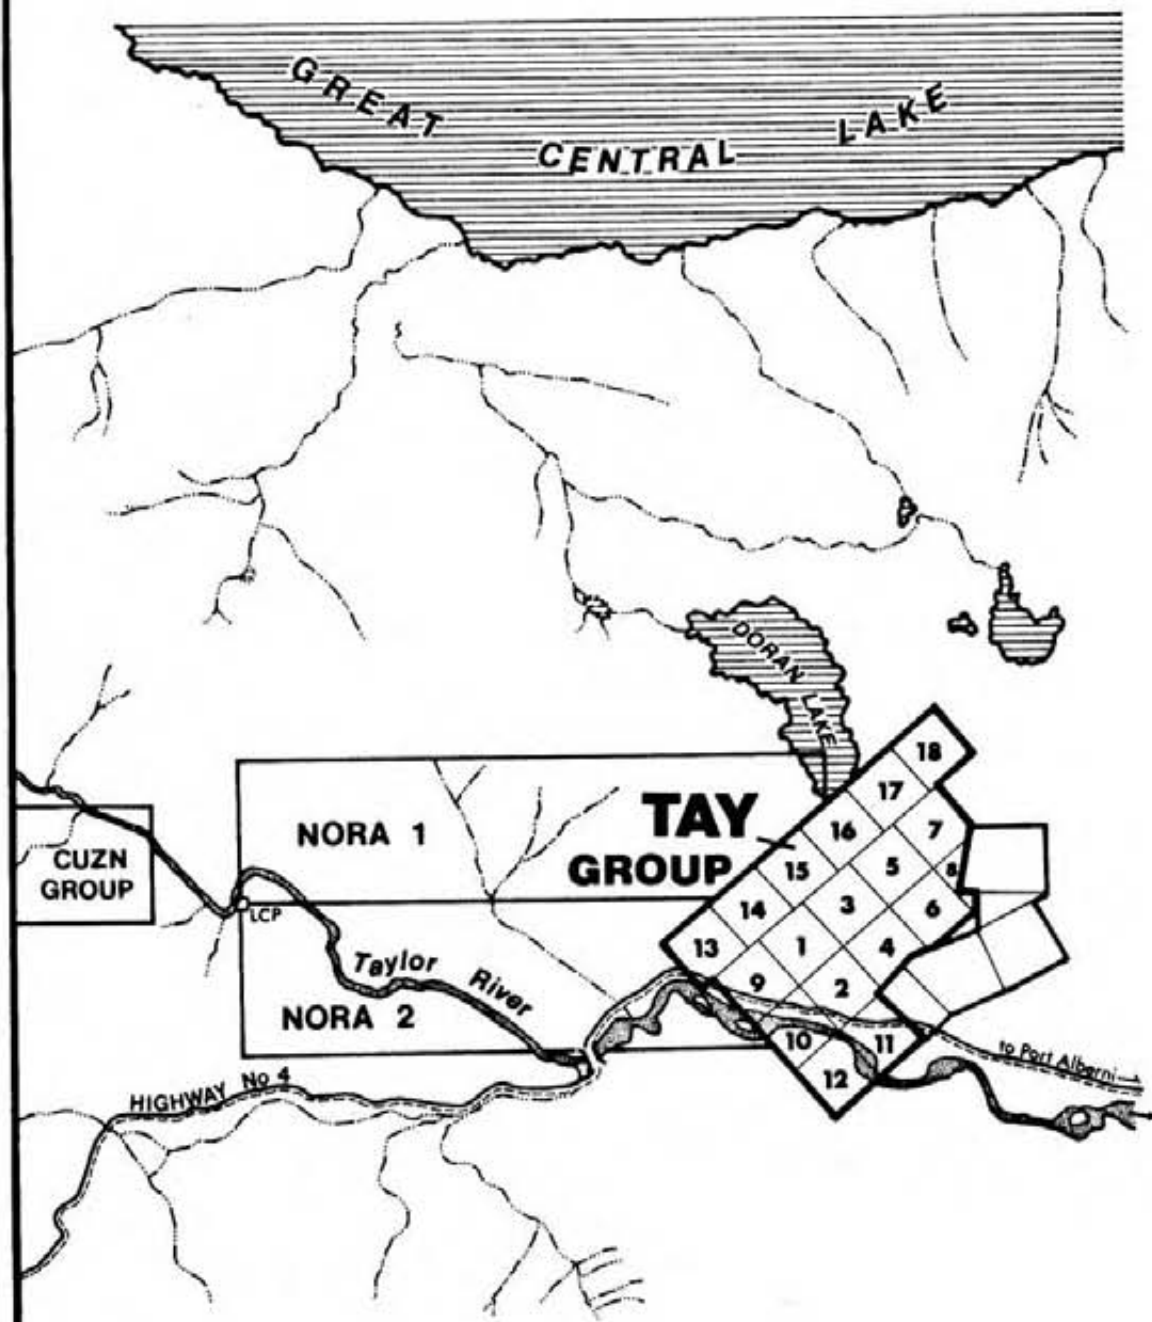 GREAT CENTRAL LAKE
DORAN LAKE
TAY
GROUP
NORA 1
CUZN
GROUP
LCP
Taylor River
NORA 2
HIGHWAY No 4
to Port Alberni
18
17
7
16
5
8
15
3
6
14
1
4
13
9
2
10
11
12